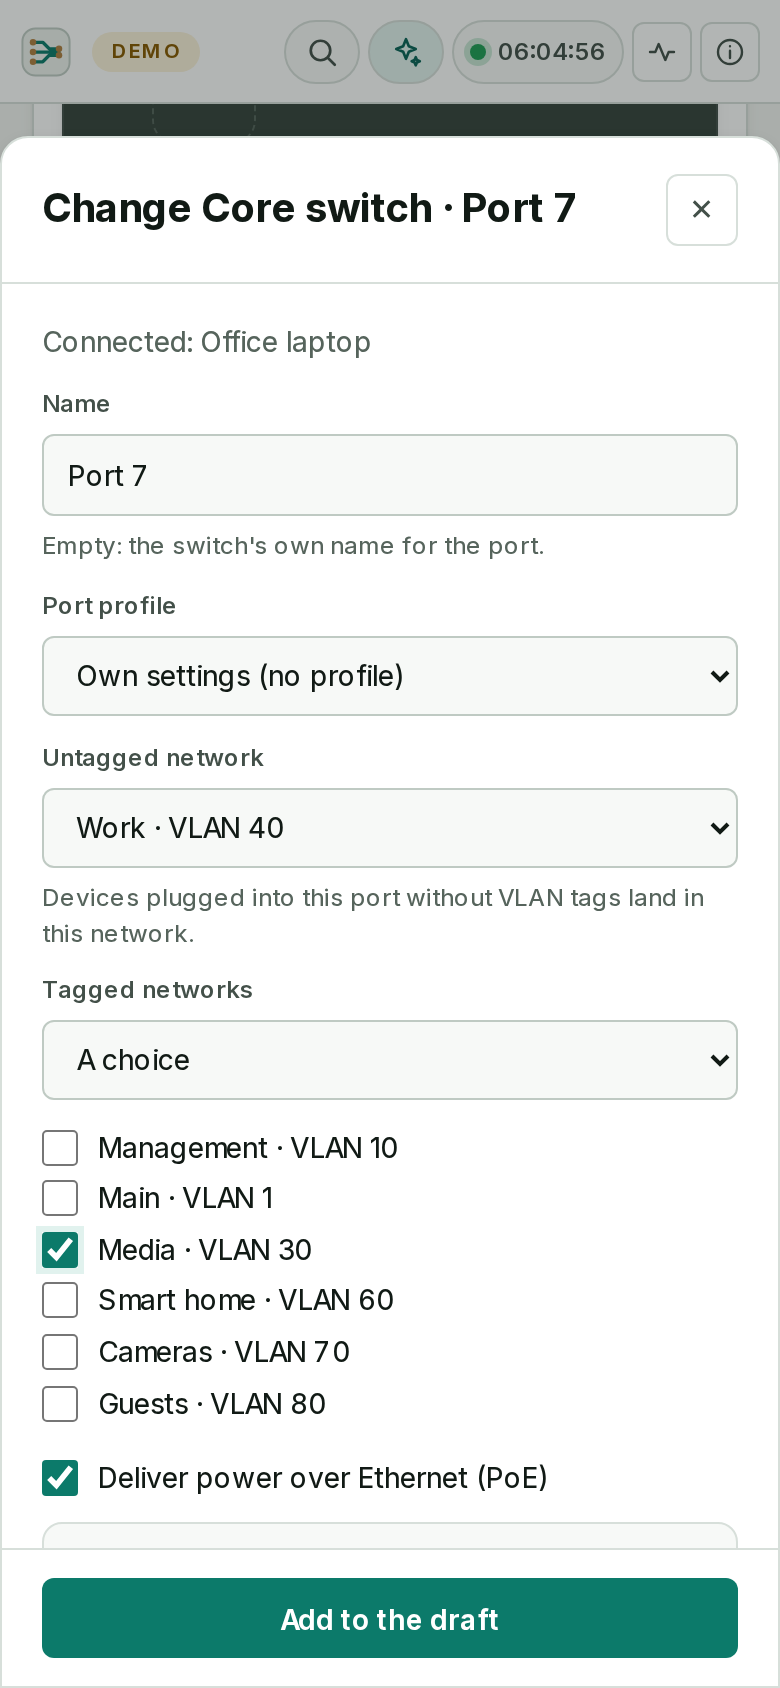 DEMO
06:04:56
Change Core switch · Port 7
Connected: Office laptop
Name
Port 7
Empty: the switch's own name for the port.
Port profile
Own settings (no profile)
Untagged network
Work · VLAN 40
Devices plugged into this port without VLAN tags land in
this network.
Tagged networks
A choice
Management · VLAN 10
Main · VLAN 1
Media · VLAN 30
Smart home · VLAN 60
Cameras · VLAN 70
Guests · VLAN 80
Deliver power over Ethernet (PoE)
Add to the draft